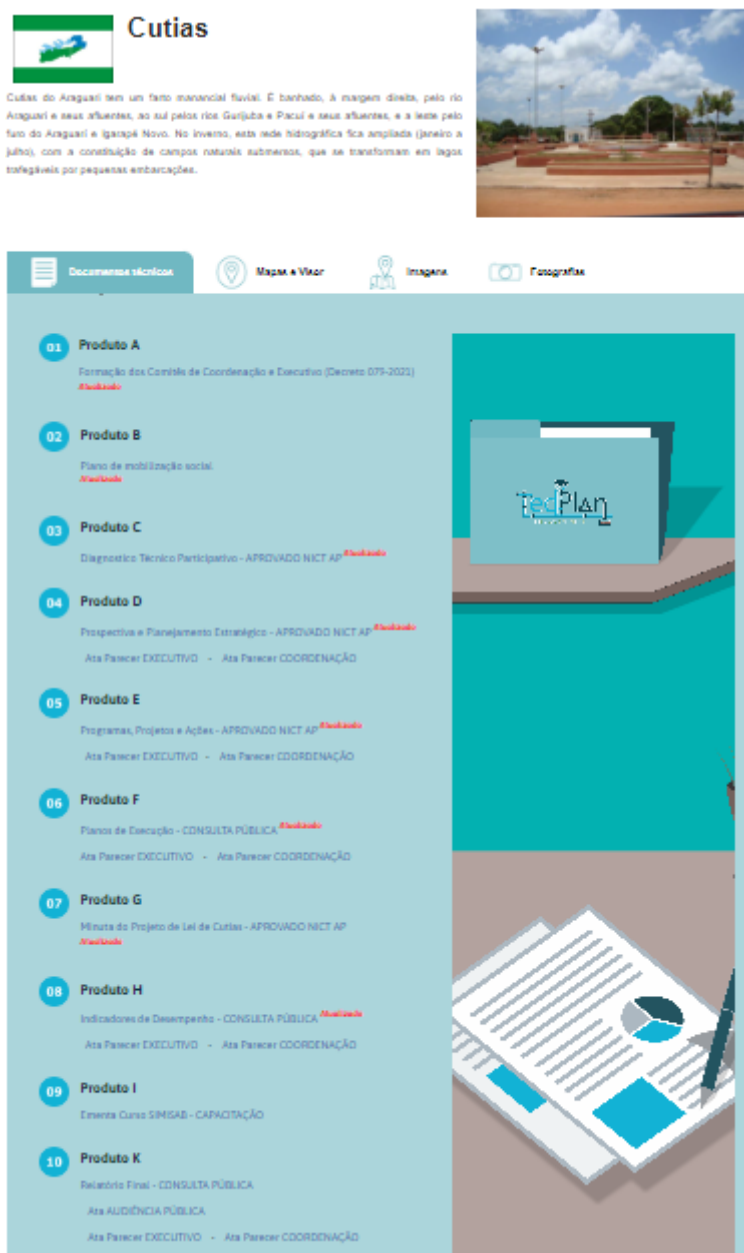 Cutias
Cutias do Araguari tem um farto manancial fluvial. É banhado, à margem direita, pelo rio
Araguari e seus afluentes, ao sul pelos rios Gurijuba e Pacuí e seus afluentes, e a leste pelo
furo do Araguari e Igarapé Novo. No inverno, esta rede hidrográfica fica ampliada (janeiro a
julho), com a constituição de campos naturais submersos, que se transformam em lagos
trafegáveis por pequenas embarcações.
Documentos técnicos
Mapas e Visor
Imagens
Fotografias
01 Produto A
Formação dos Comitês de Coordenação e Executivo (Decreto 079-2021)
Atualizado
02 Produto B
Plano de mobilização social.
Atualizado
03 Produto C
Diagnostico Técnico Participativo - APROVADO NICT AP Atualizado
04 Produto D
Prospectiva e Planejamento Estratégico - APROVADO NICT AP Atualizado
Ata Parecer EXECUTIVO - Ata Parecer COORDENAÇÃO
05 Produto E
Programas, Projetos e Ações - APROVADO NICT AP Atualizado
Ata Parecer EXECUTIVO - Ata Parecer COORDENAÇÃO
06 Produto F
Planos de Execução - CONSULTA PÚBLICA Atualizado
Ata Parecer EXECUTIVO - Ata Parecer COORDENAÇÃO
07 Produto G
Minuta do Projeto de Lei de Cutias - APROVADO NICT AP
Atualizado
08 Produto H
Indicadores de Desempenho - CONSULTA PÚBLICA Atualizado
Ata Parecer EXECUTIVO - Ata Parecer COORDENAÇÃO
09 Produto I
Ementa Curso SIMISAB - CAPACITAÇÃO
10 Produto K
Relatório Final - CONSULTA PÚBLICA
Ata AUDIÊNCIA PÚBLICA
Ata Parecer EXECUTIVO - Ata Parecer COORDENAÇÃO
TedPlan